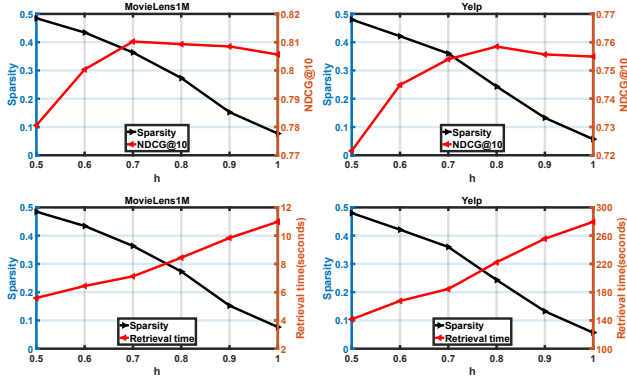 MovieLens1M
0.5 0.4 0.3 0.2 0.1 0
Sparsity
0.82 0.81 0.8 0.79 0.78 0.77
NDCG@10
Sparsity
NDCG@10
0.5 0.6 0.7 0.8 0.9 1
h
Yelp
0.5 0.4 0.3 0.2 0.1 0
Sparsity
0.77 0.76 0.75 0.74 0.73 0.72
NDCG@10
Sparsity
NDCG@10
0.5 0.6 0.7 0.8 0.9 1
h
MovieLens1M
0.5 0.4 0.3 0.2 0.1 0
Sparsity
12 10 8 6 4 2
Retrieval time(seconds)
Sparsity
Retrieval time
0.5 0.6 0.7 0.8 0.9 1
h
Yelp
0.5 0.4 0.3 0.2 0.1 0
Sparsity
300 260 220 180 140 100
Retrieval time(seconds)
Sparsity
Retrieval time
0.5 0.6 0.7 0.8 0.9 1
h